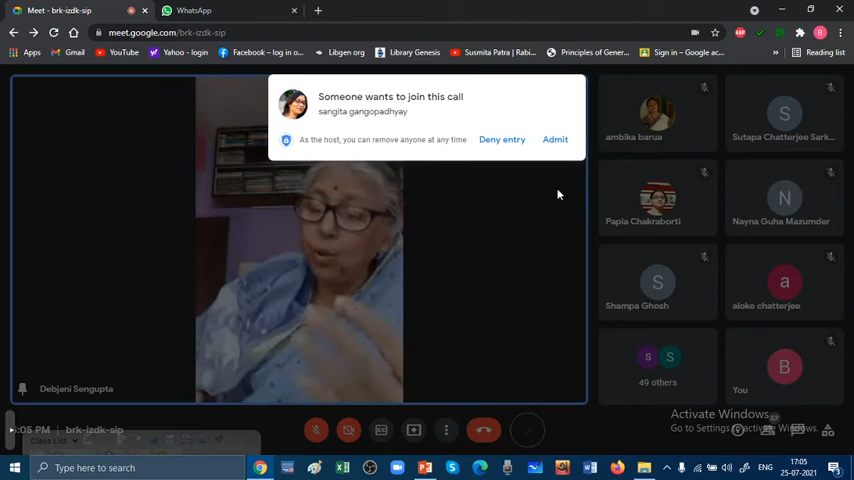 Meet - brk-izdk-sip
WhatsApp
meet.google.com/brk-izdk-sip
Apps
Gmail
YouTube
Yahoo - login
Facebook – log in o...
Libgen org
Library Genesis
Susmita Patra | Rabi...
Principles of Gener...
Sign in – Google ac...
Reading list
Someone wants to join this call
sangita gangopadhyay
As the host, you can remove anyone at any time
Deny entry
Admit
ambika barua
Sutapa Chatterjee Sark...
Papia Chakraborti
Nayna Guha Mazumder
Shampa Ghosh
aloke chatterjee
49 others
You
Debjani Sengupta
5:05 PM
brk-izdk-sip
Class List
Activate Windows
Go to Settings to activate Windows.
Type here to search
ENG
17:05
25-07-2021